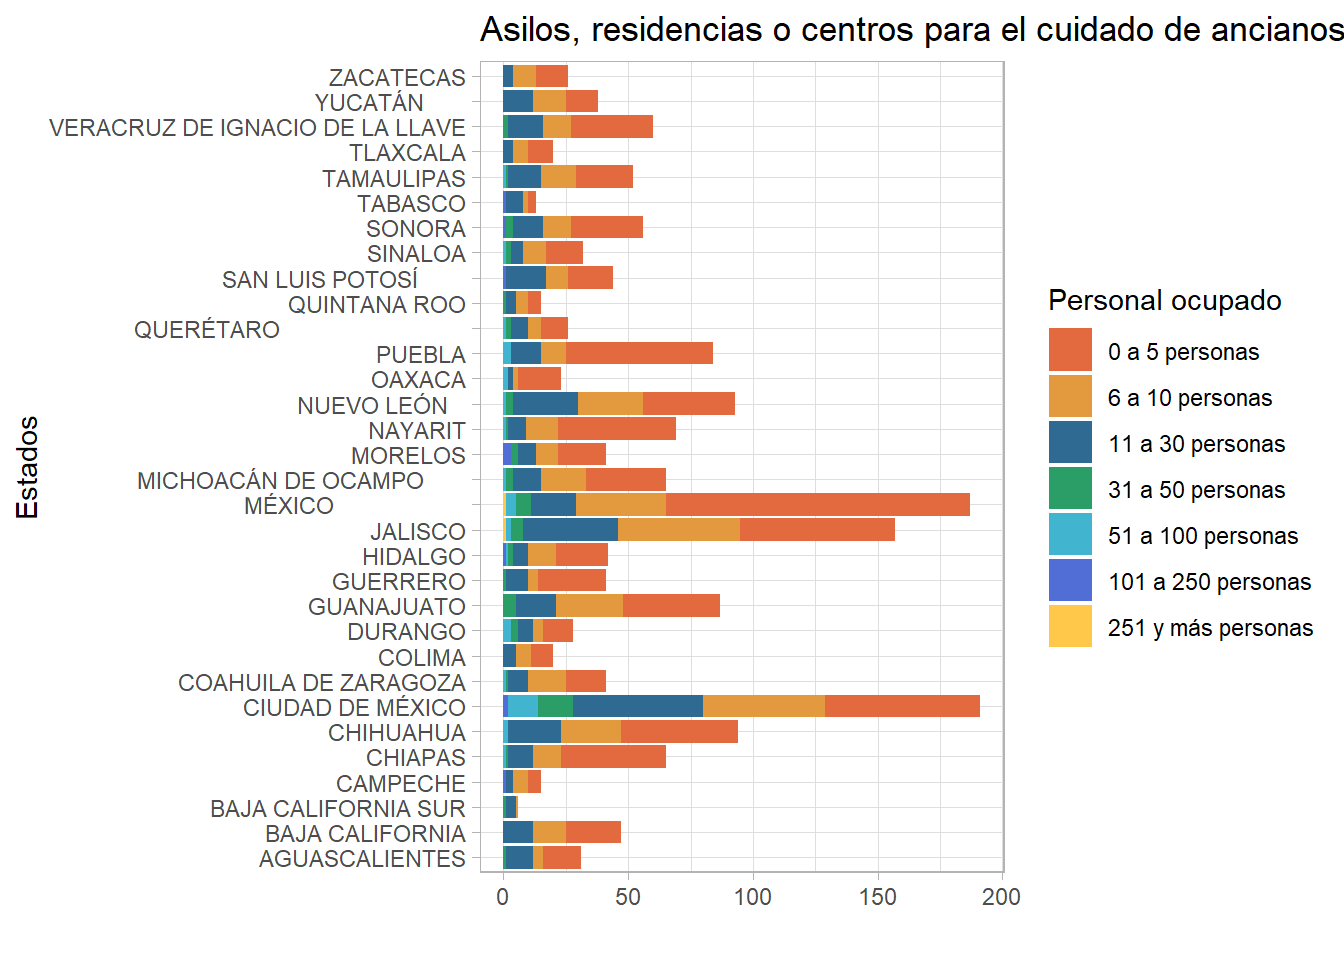 Asilos, residencias o centros para el cuidado de ancianos
ZACATECAS
YUCATÁN
VERACRUZ DE IGNACIO DE LA LLAVE
TLAXCALA
TAMAULIPAS
TABASCO
SONORA
SINALOA
SAN LUIS POTOSÍ
QUINTANA ROO
QUERÉTARO
PUEBLA
OAXACA
NUEVO LEÓN
NAYARIT
MORELOS
MICHOACÁN DE OCAMPO
MÉXICO
JALISCO
HIDALGO
GUERRERO
GUANAJUATO
DURANGO
COLIMA
COAHUILA DE ZARAGOZA
CIUDAD DE MÉXICO
CHIHUAHUA
CHIAPAS
CAMPECHE
BAJA CALIFORNIA SUR
BAJA CALIFORNIA
AGUASCALIENTES
Estados
0 50 100 150 200
Personal ocupado
0 a 5 personas
6 a 10 personas
11 a 30 personas
31 a 50 personas
51 a 100 personas
101 a 250 personas
251 y más personas